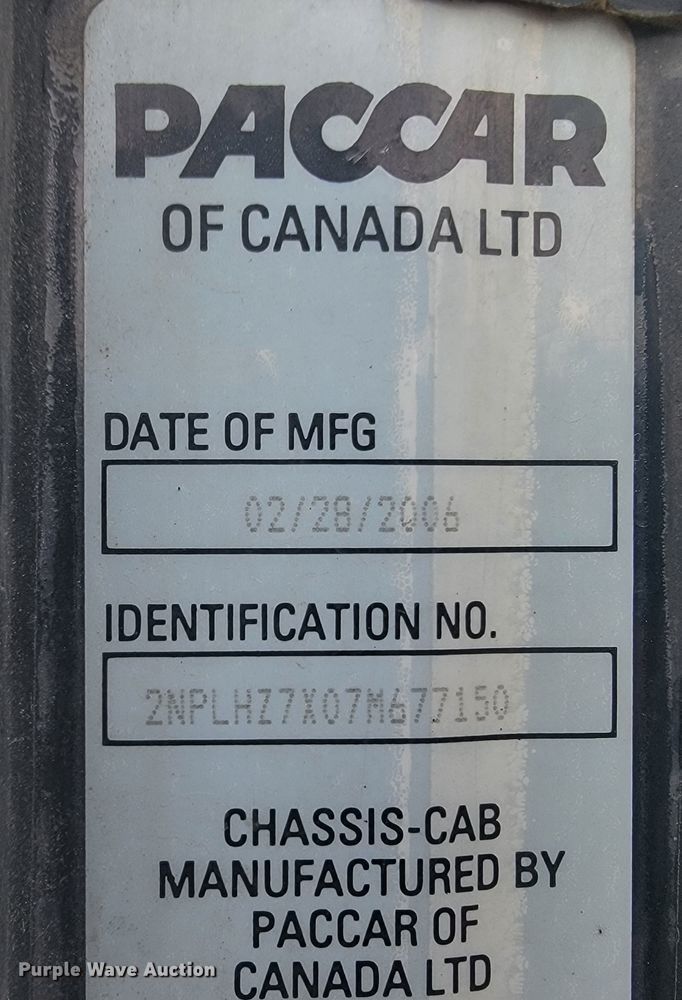 PACCAR
OF CANADA LTD
DATE OF MFG
02/28/2006
IDENTIFICATION NO.
2NPLHZ7X07M677150
CHASSIS-CAB
MANUFACTURED BY
PACCAR OF
CANADA LTD
Purple Wave Auction